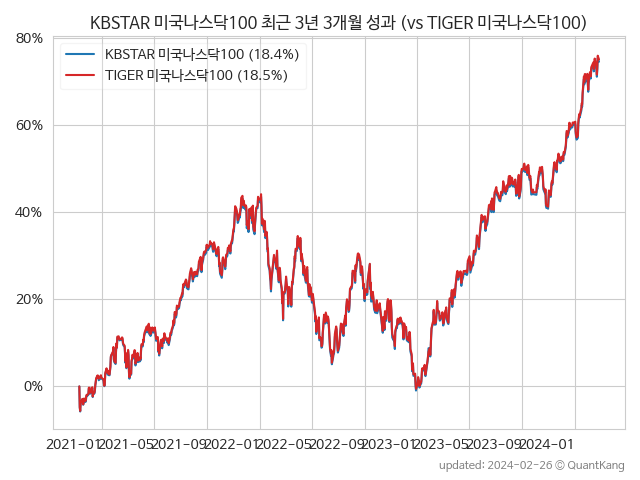 KBSTAR 미국나스닥100 최근 3년 3개월 성과 (vs TIGER 미국나스닥100)
KBSTAR 미국나스닥100 (18.4%)
TIGER 미국나스닥100 (18.5%)
80%
60%
40%
20%
0%
2021-01 2021-05 2021-09 2022-01 2022-05 2022-09 2023-01 2023-05 2023-09 2024-01
updated: 2024-02-26 © QuantKang